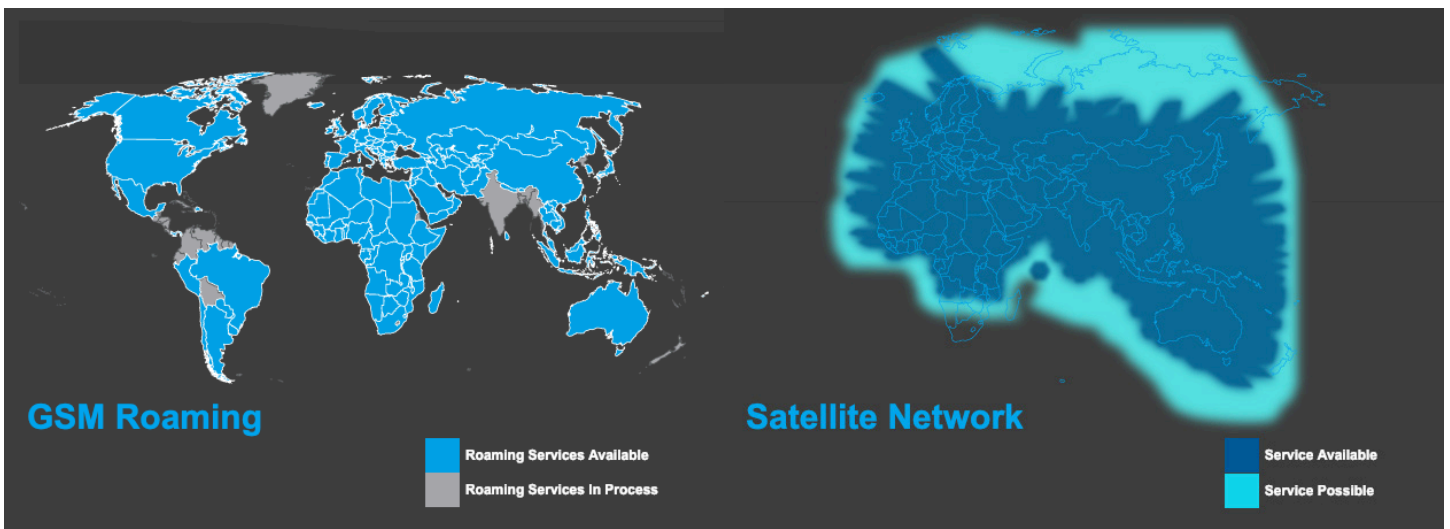 GSM Roaming
Roaming Services Available
Roaming Services In Process
Satellite Network
Service Available
Service Possible